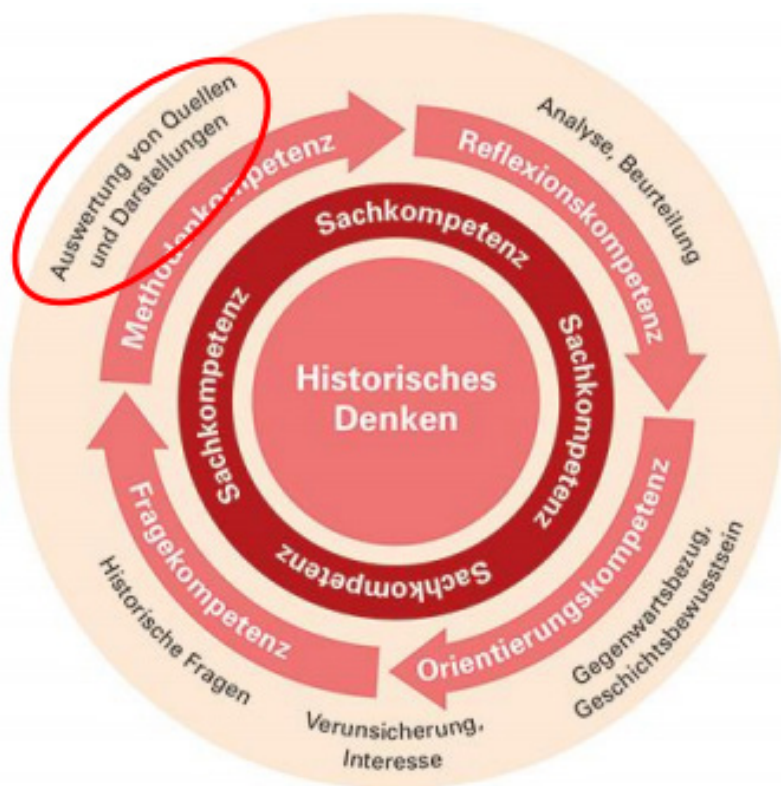 Historisches
Denken
Sachkompetenz
Sachkompetenz
Sachkompetenz
Sachkompetenz
Methodenkompetenz
Auswertung von Quellen
und Darstellungen
Reflexionskompetenz
Analyse, Beurteilung
Orientierungskompetenz
Gegenwartsbezug,
Geschichtsbewusstsein
Verunsicherung,
Interesse
Fragekompetenz
Historische Fragen